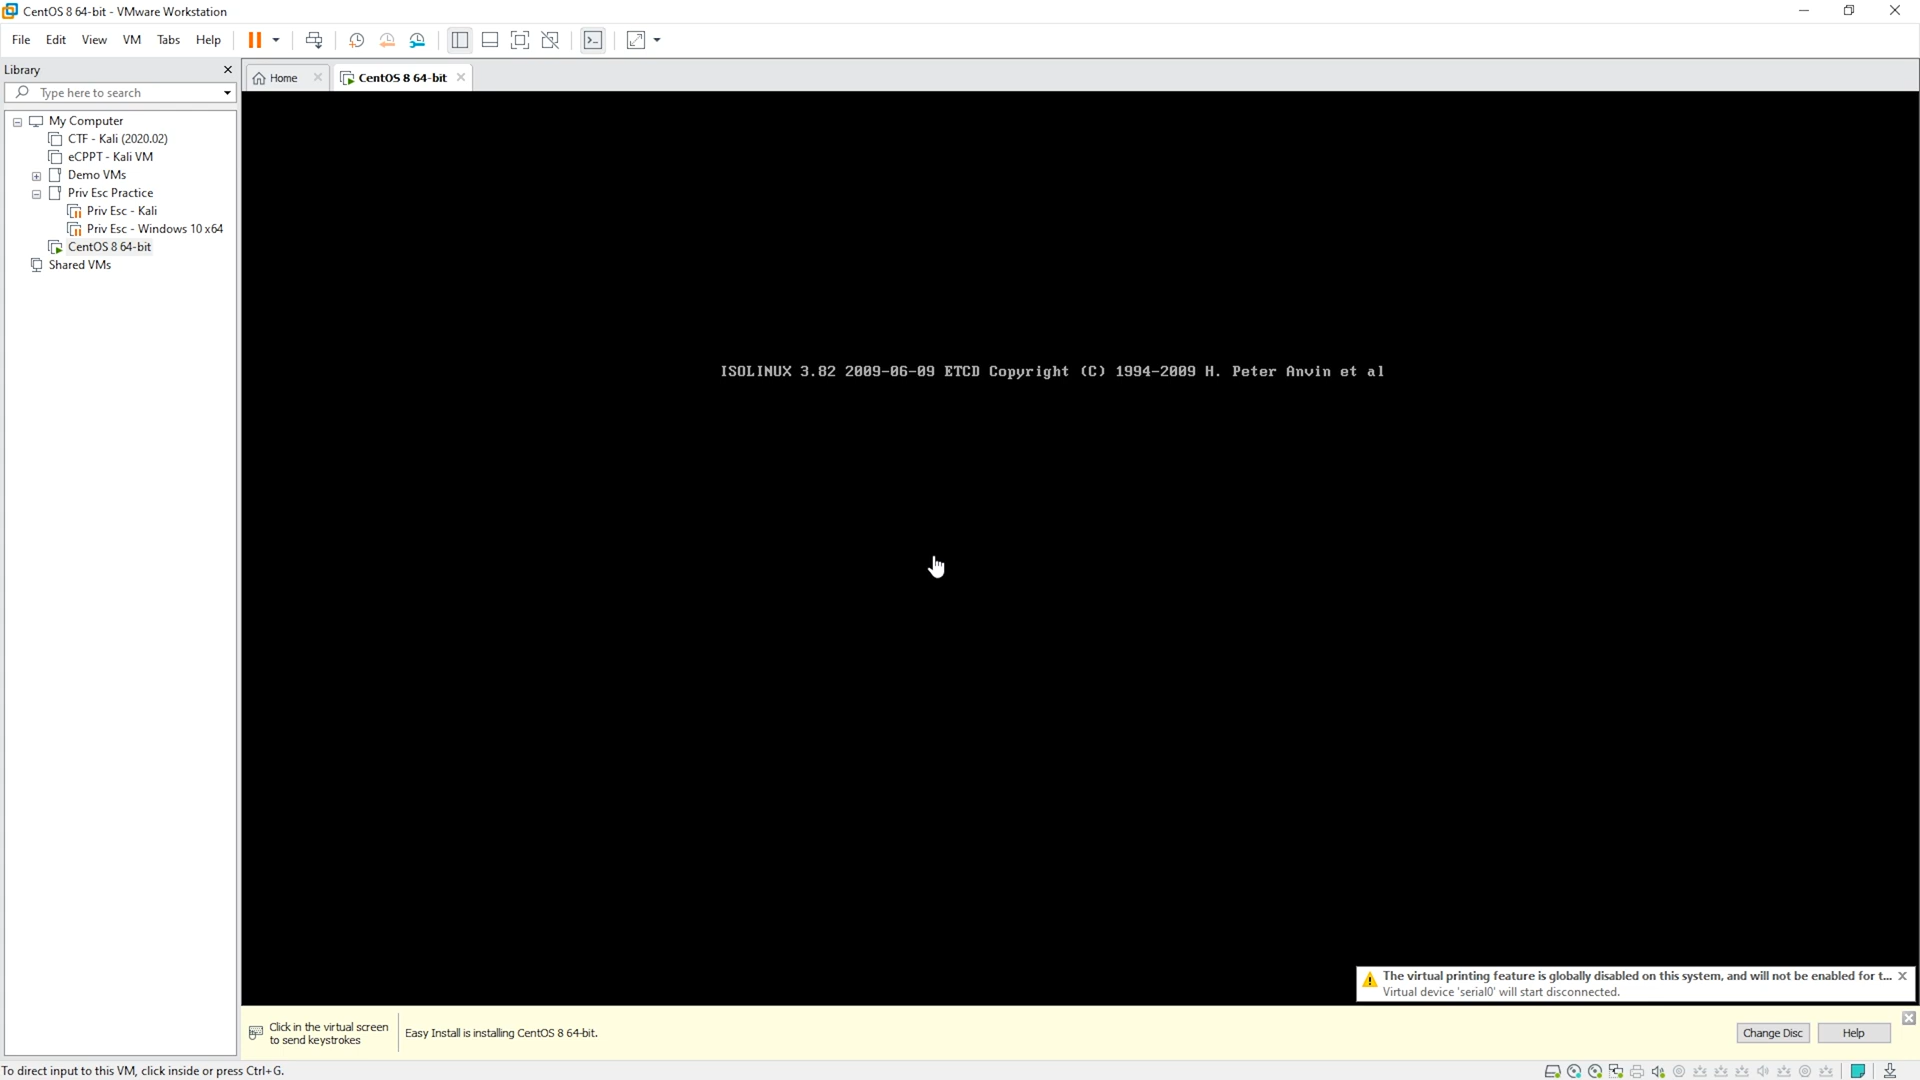 CentOS 8 64-bit - VMware Workstation
File Edit View VM Tabs Help
Library
Type here to search
Home
CentOS 8 64-bit
My Computer
CTF - Kali (2020.02)
eCPPT - Kali VM
Demo VMs
Priv Esc Practice
Priv Esc - Kali
Priv Esc - Windows 10 x64
CentOS 8 64-bit
Shared VMs
ISOLINUX 3.82 2009-06-09 ETCD Copyright (C) 1994-2009 H. Peter Anvin et al
The virtual printing feature is globally disabled on this system, and will not be enabled for t...
Virtual device 'serial0' will start disconnected.
Click in the virtual screen
to send keystrokes
Easy Install is installing CentOS 8 64-bit.
Change Disc
Help
To direct input to this VM, click inside or press Ctrl+G.